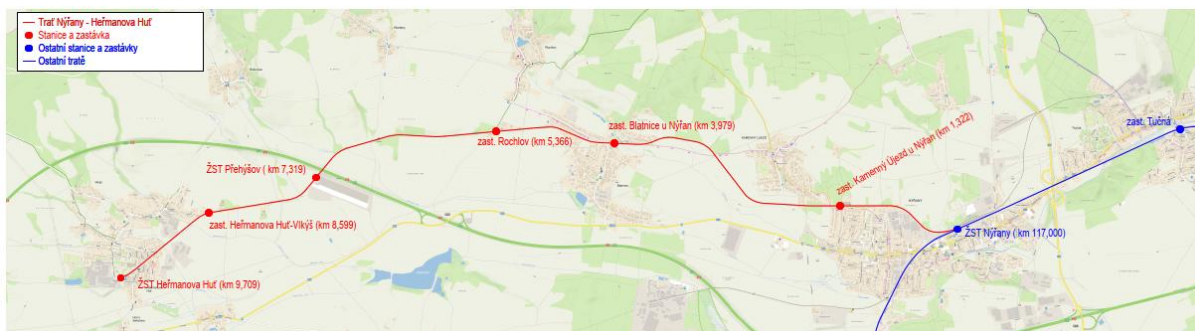 Trať Nýřany - Heřmanova Huť
Stanice a zastávka
Ostatní stanice a zastávky
Ostatní tratě
zast. Tučná
zast. Blatnice u Nýřan (km 3,979)
zast. Rochlov (km 5,366)
zast. Kamenný Újezd u Nýřan (km 1,322)
ŽST Přehýšov ( km 7,319)
zast. Heřmanova Huť-Vlkýš (km 8,599)
ŽST Nýřany ( km 117,000)
ŽST Heřmanova Huť (km 9,709)